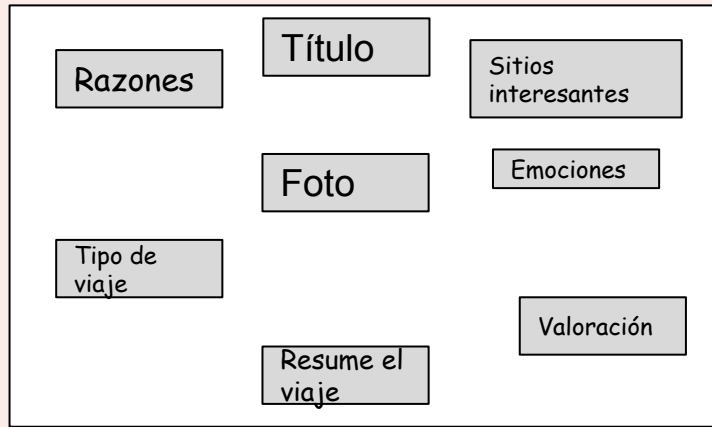 Título
Razones
Sitios
interesantes
Foto
Emociones
Tipo de
viaje
Valoración
Resume el
viaje